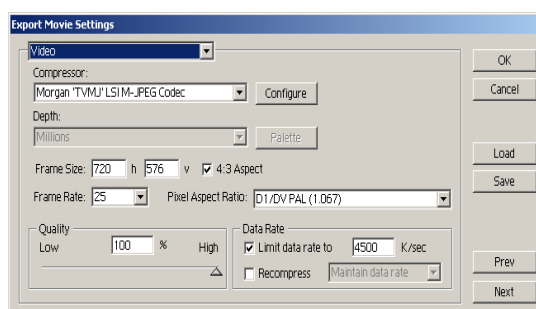 Export Movie Settings
Video
OK
Compressor:
Morgan 'TVMJ' LSI M-JPEG Codec
Configure
Cancel
Depth:
Millions
Palette
Load
Frame Size: 720 h 576 v 4:3 Aspect
Save
Frame Rate: 25 Pixel Aspect Ratio: D1/DV PAL (1.067)
Quality
Data Rate
Low 100 % High
Limit data rate to 4500 K/sec
Recompress Maintain data rate
Prev
Next